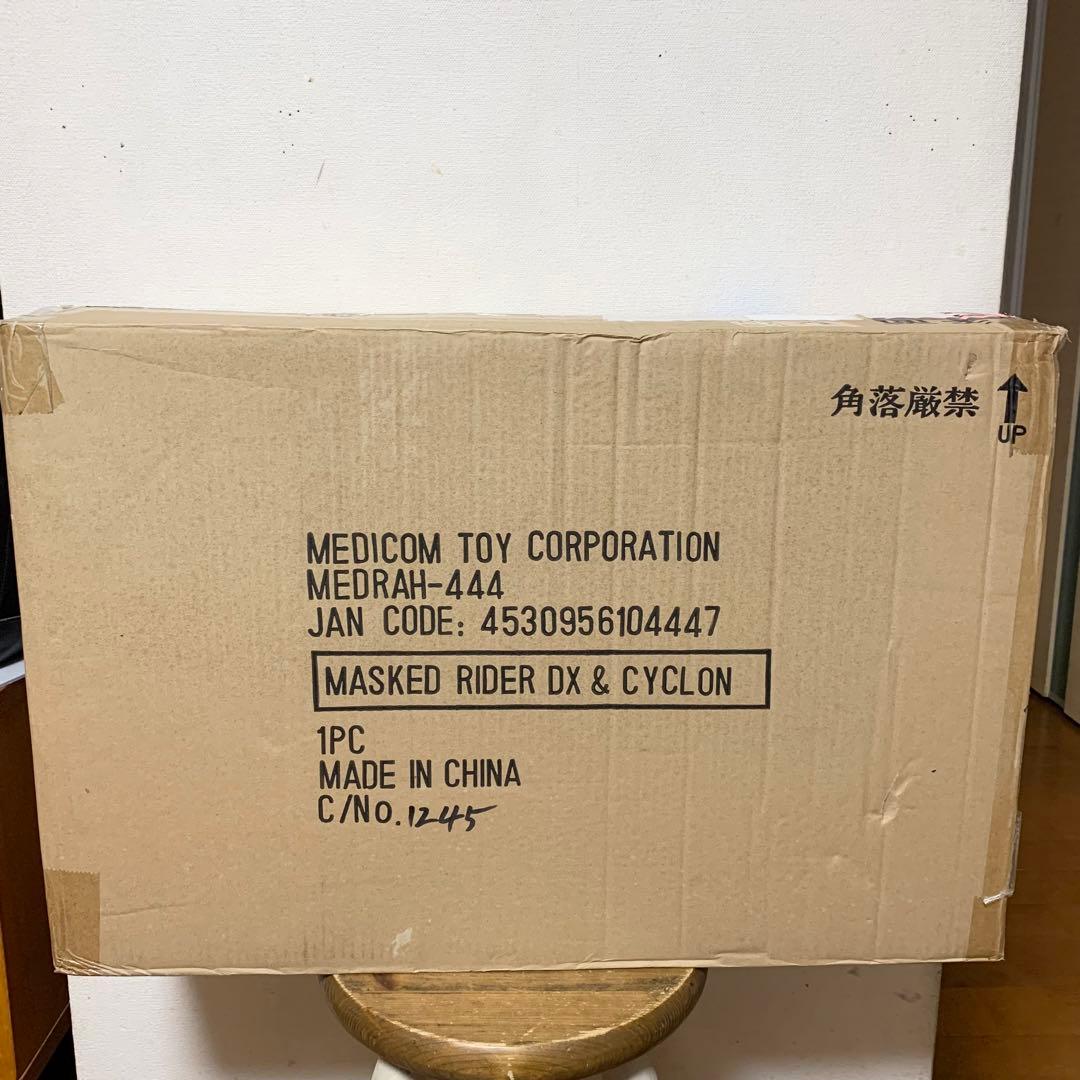 角落厳禁
UP
MEDICOM TOY CORPORATION
MEDRAH-444
JAN CODE: 4530956104447
MASKED RIDER DX & CYCLON
1PC
MADE IN CHINA
C/No. 1245